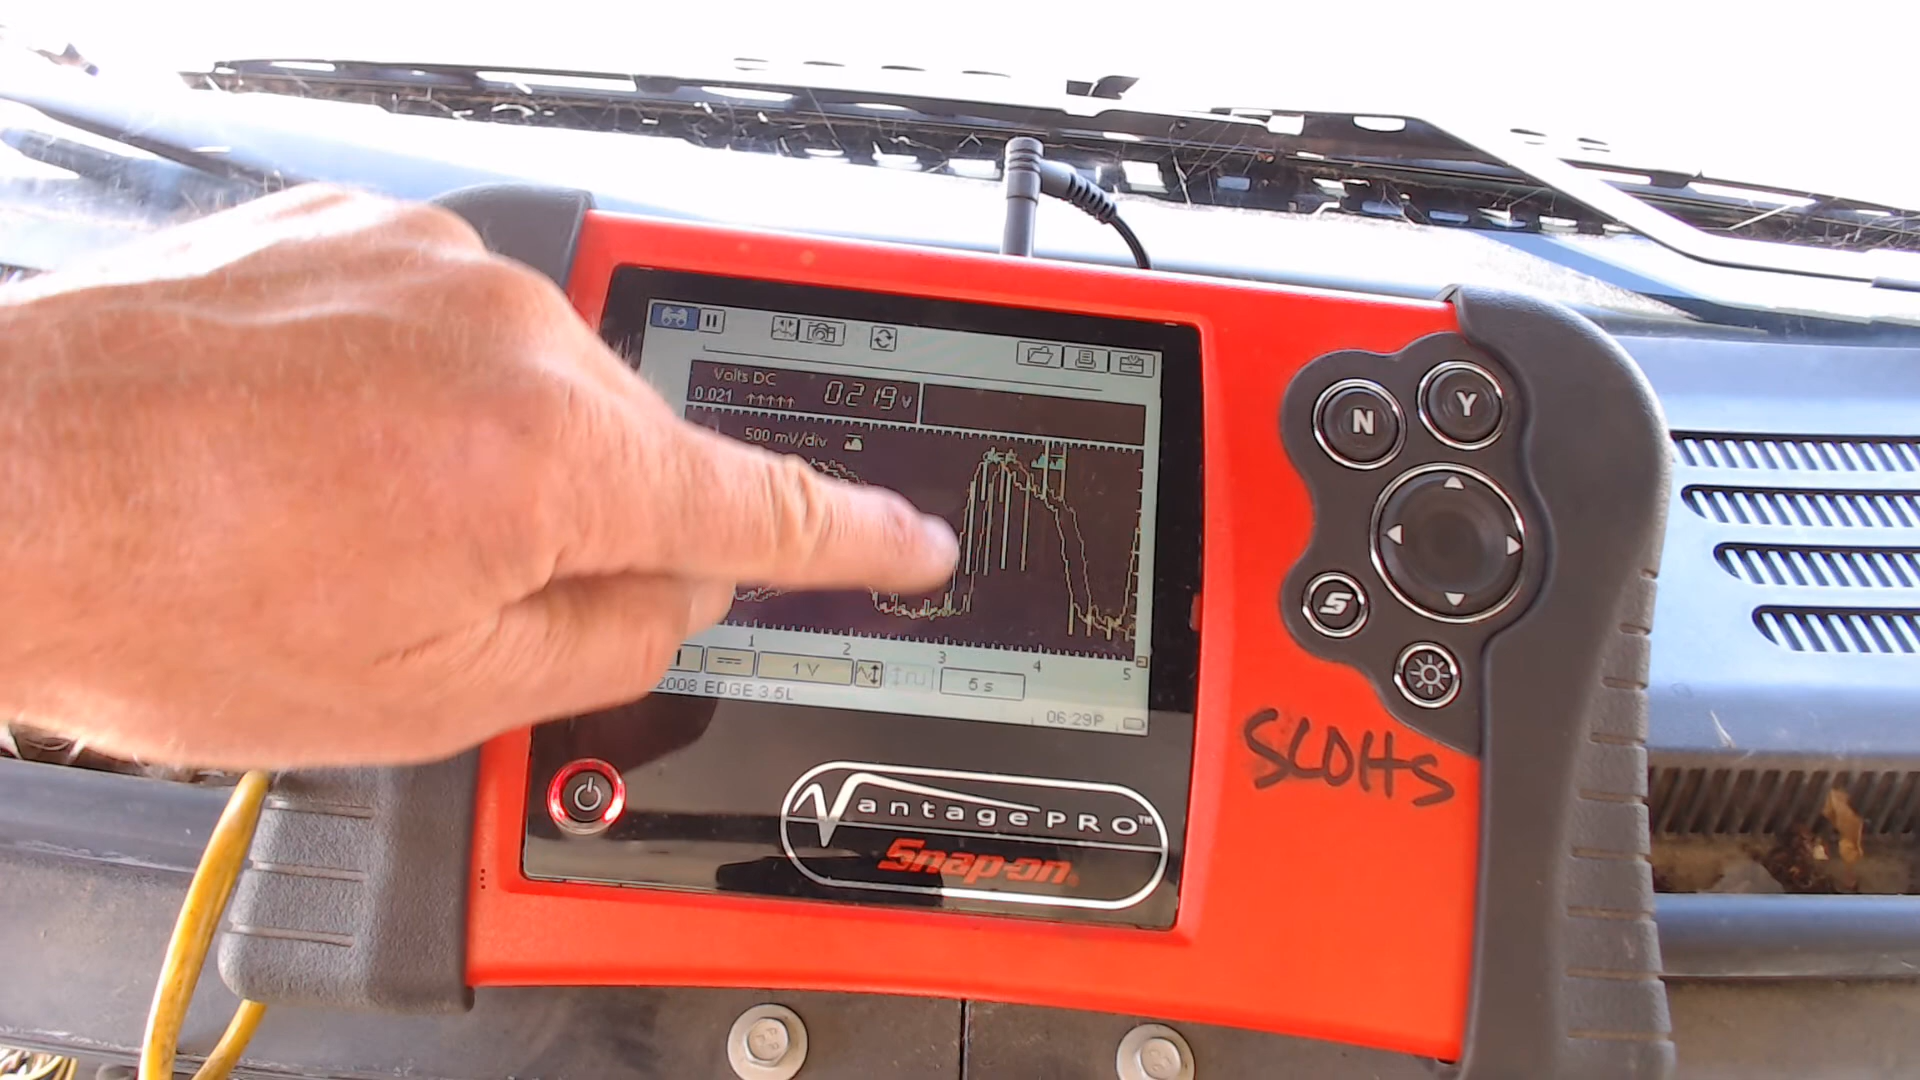 Volts DC
0.021 ↑↑↑↑↑ 0.219 V
500 mV/div
1 2 3 4 5
1 V 5 s
2008 EDGE 3.5L
06:29P
N Y
S
SLOHS
VantagePRO™
Snap-on®